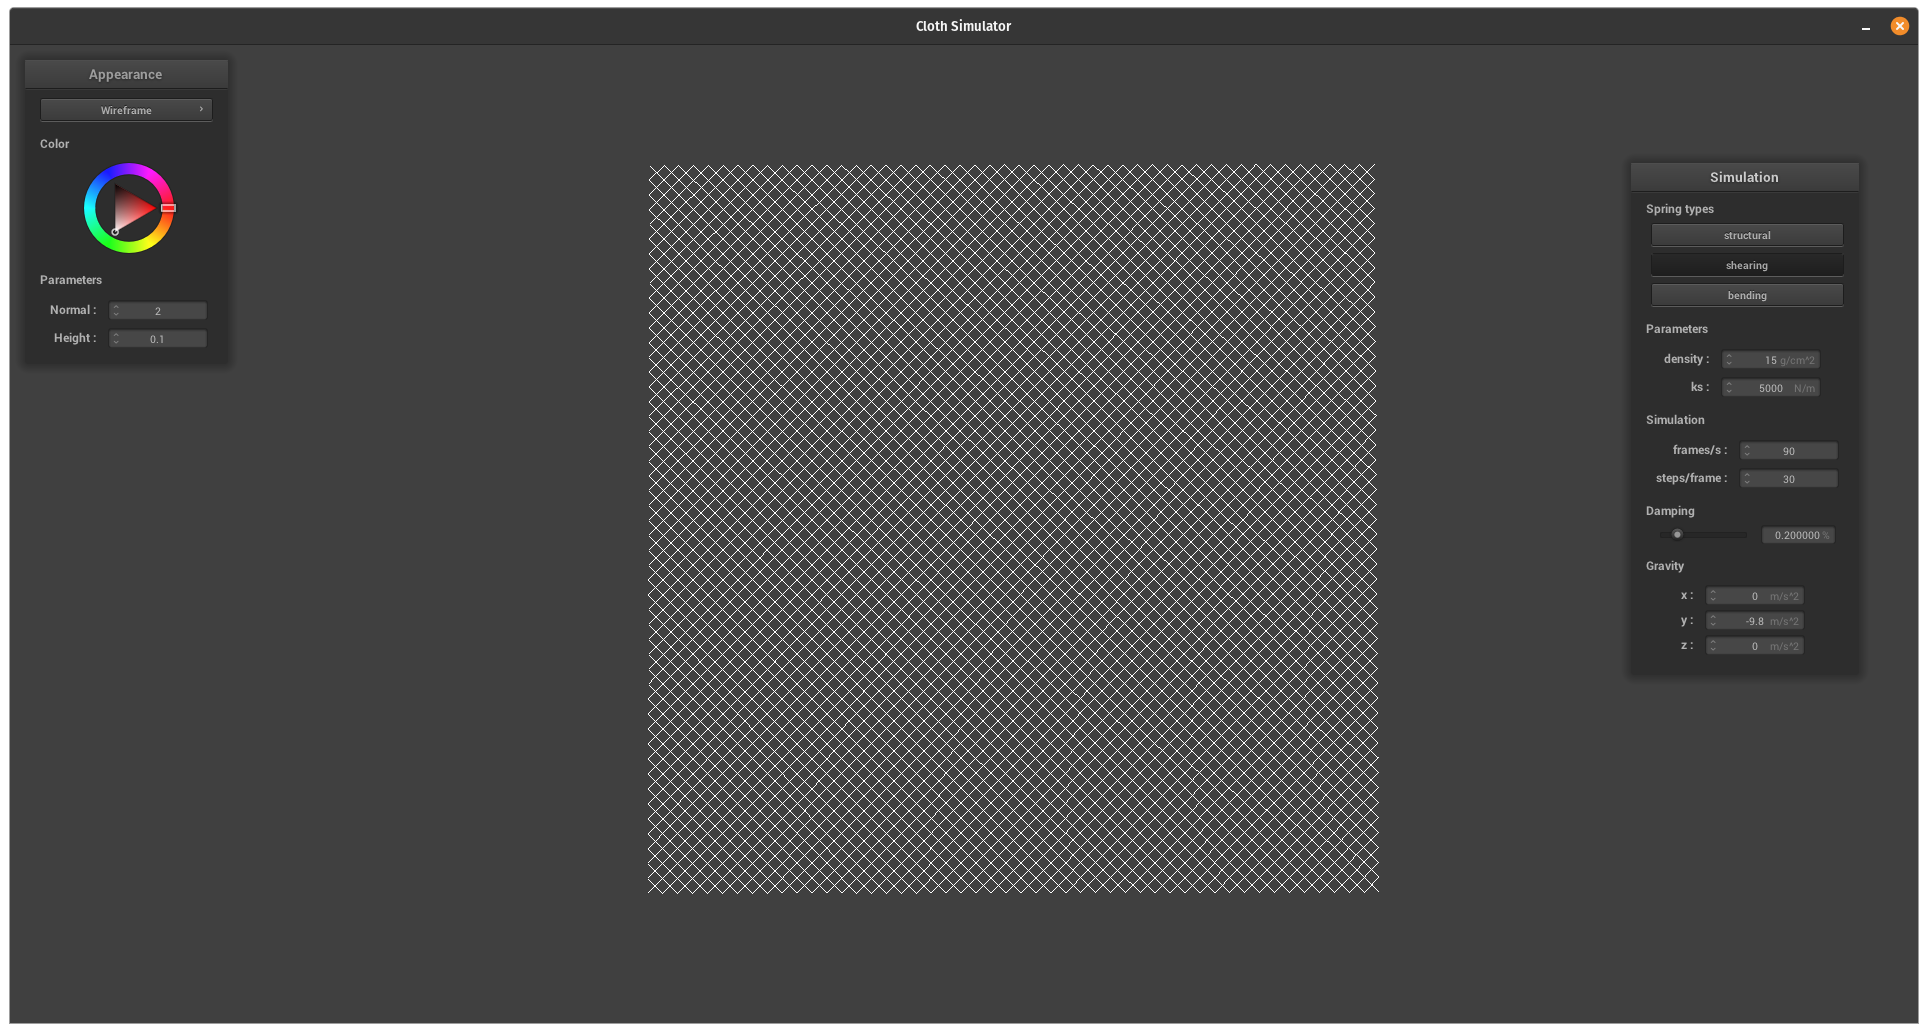 Cloth Simulator
Appearance
Wireframe
Color
Parameters
Normal : 2
Height : 0.1
Simulation
Spring types
structural
shearing
bending
Parameters
density : 15 g/cm^2
ks : 5000 N/m
Simulation
frames/s : 90
steps/frame : 30
Damping
0.200000 %
Gravity
x : 0 m/s^2
y : -9.8 m/s^2
z : 0 m/s^2